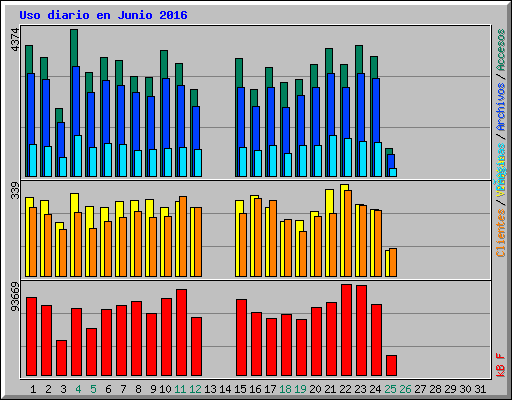 Uso diario en Junio 2016
4374
339
93669
Clientes / Visitas / Archivos / Accesos
kB F
1 2 3 4 5 6 7 8 9 10 11 12 13 14 15 16 17 18 19 20 21 22 23 24 25 26 27 28 29 30 31